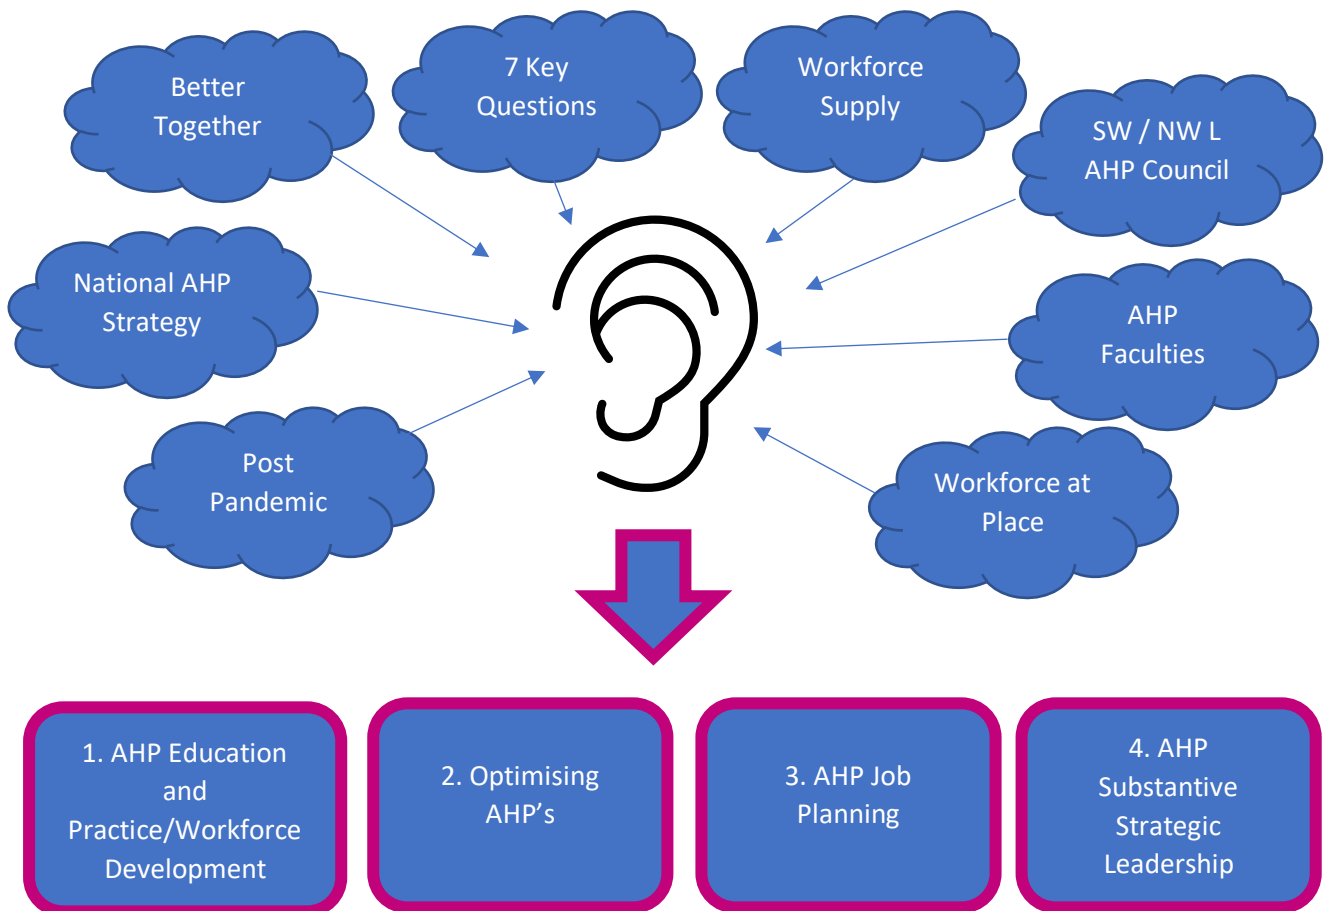 Better
Together
7 Key
Questions
Workforce
Supply
SW / NW L
AHP Council
National AHP
Strategy
AHP
Faculties
Post
Pandemic
Workforce at
Place
1. AHP Education
and
Practice/Workforce
Development
2. Optimising
AHP’s
3. AHP Job
Planning
4. AHP
Substantive
Strategic
Leadership